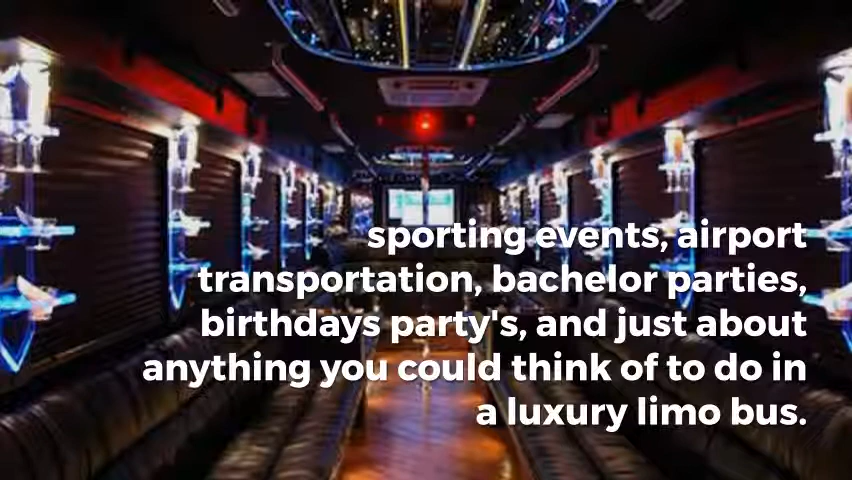 sporting events, airport
transportation, bachelor parties,
birthdays party's, and just about
anything you could think of to do in
a luxury limo bus.